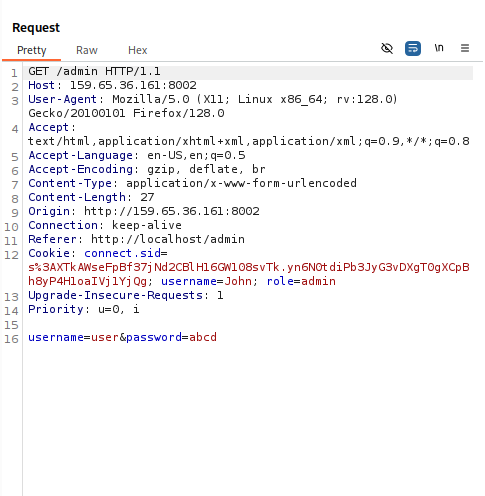 Request
Pretty Raw Hex \n
1 GET /admin HTTP/1.1
2 Host: 159.65.36.161:8002
3 User-Agent: Mozilla/5.0 (X11; Linux x86_64; rv:128.0)
Gecko/20100101 Firefox/128.0
4 Accept:
text/html,application/xhtml+xml,application/xml;q=0.9,*/*;q=0.8
5 Accept-Language: en-US,en;q=0.5
6 Accept-Encoding: gzip, deflate, br
7 Content-Type: application/x-www-form-urlencoded
8 Content-Length: 27
9 Origin: http://159.65.36.161:8002
10 Connection: keep-alive
11 Referer: http://localhost/admin
12 Cookie: connect.sid=
s%3AXTkAWseFpBf37jNd2CBlH16GW108svTk.yn6N0tdiPb3JyG3vDXgT0gXCpB
h8yP4H1oaIVj1YjQg; username=John; role=admin
13 Upgrade-Insecure-Requests: 1
14 Priority: u=0, i
15
16 username=user&password=abcd